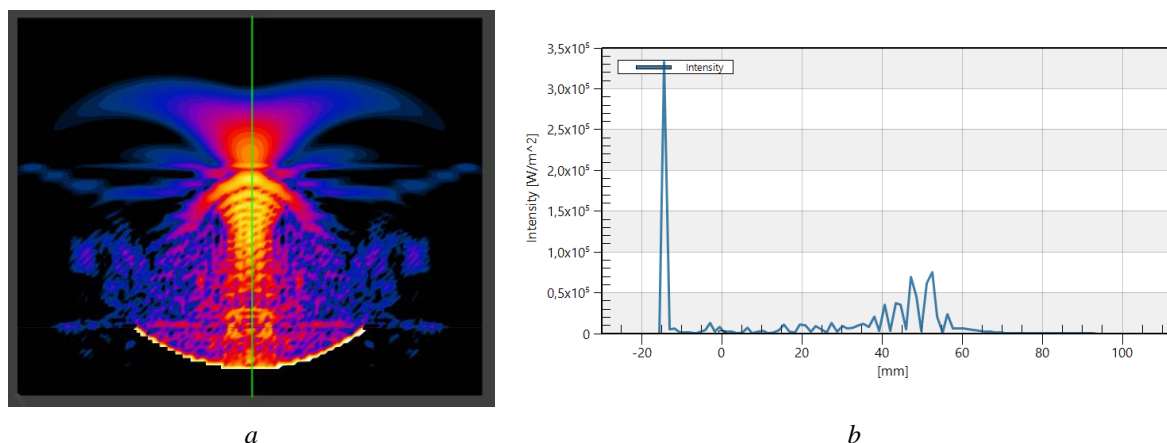 3,5x10⁵
Intensity
3,0x10⁵
2,5x10⁵
2,0x10⁵
1,5x10⁵
1,0x10⁵
0,5x10⁵
0
Intensity [W/m^2]
-20 0 20 40 60 80 100
[mm]
a b